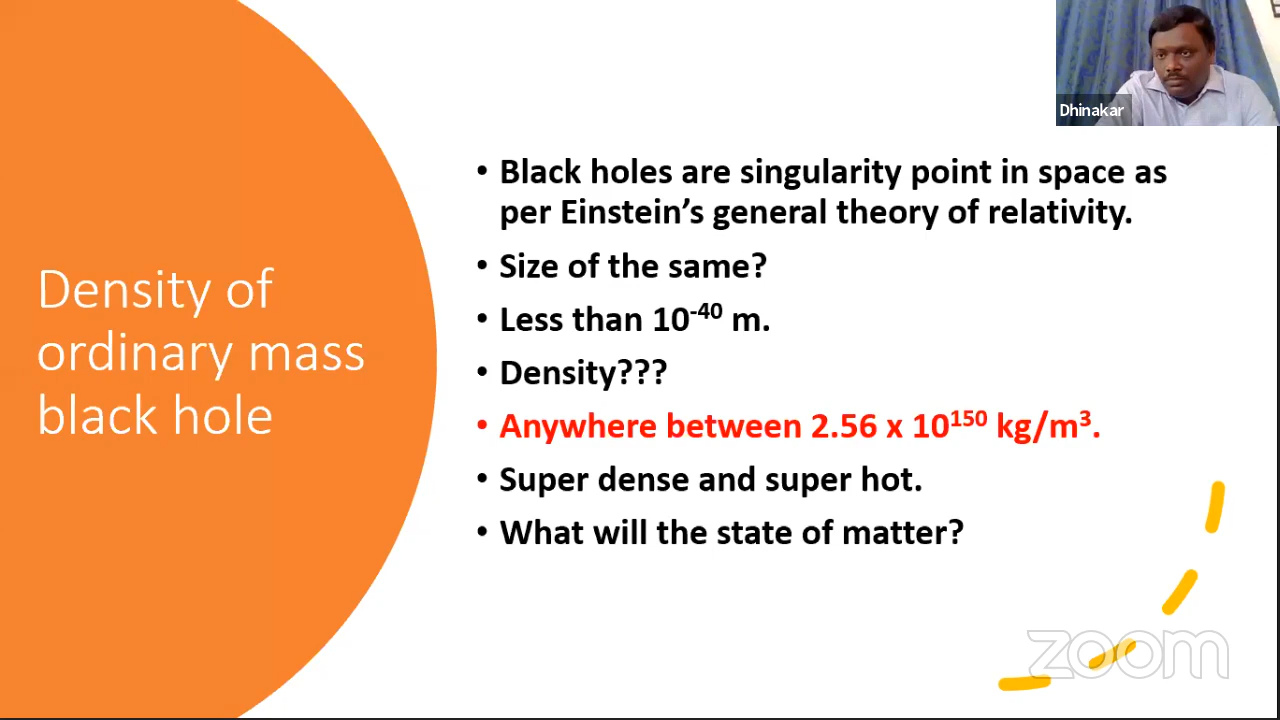 Dhinakar
Density of
ordinary mass
black hole
• Black holes are singularity point in space as
per Einstein’s general theory of relativity.
• Size of the same?
• Less than 10⁻⁴⁰ m.
• Density???
• Anywhere between 2.56 x 10¹⁵⁰ kg/m³.
• Super dense and super hot.
• What will the state of matter?
zoom